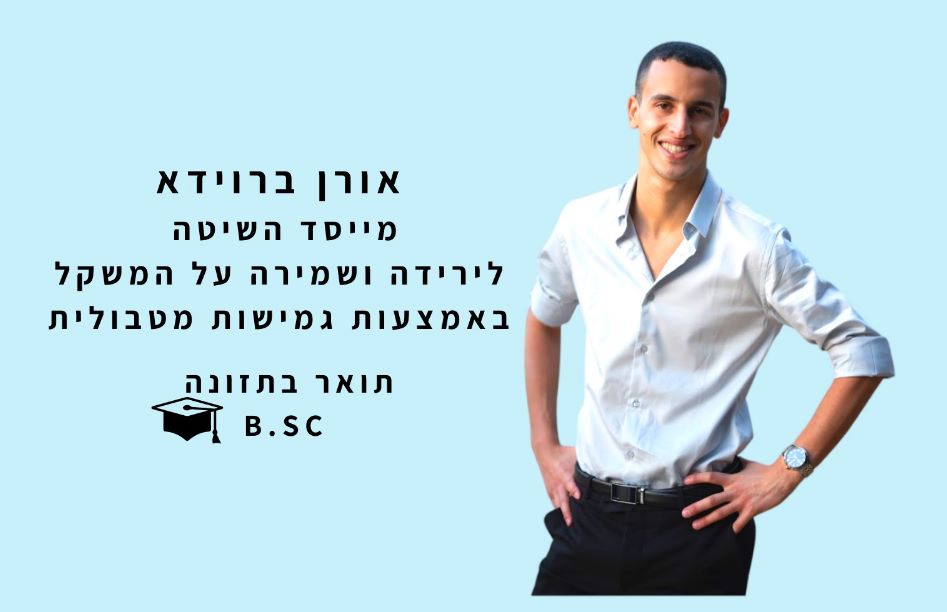 אורן ברוידא
מייסד השיטה
לירידה ושמירה על המשקל
באמצעות גמישות מטבולית
תואר בתזונה
B.SC